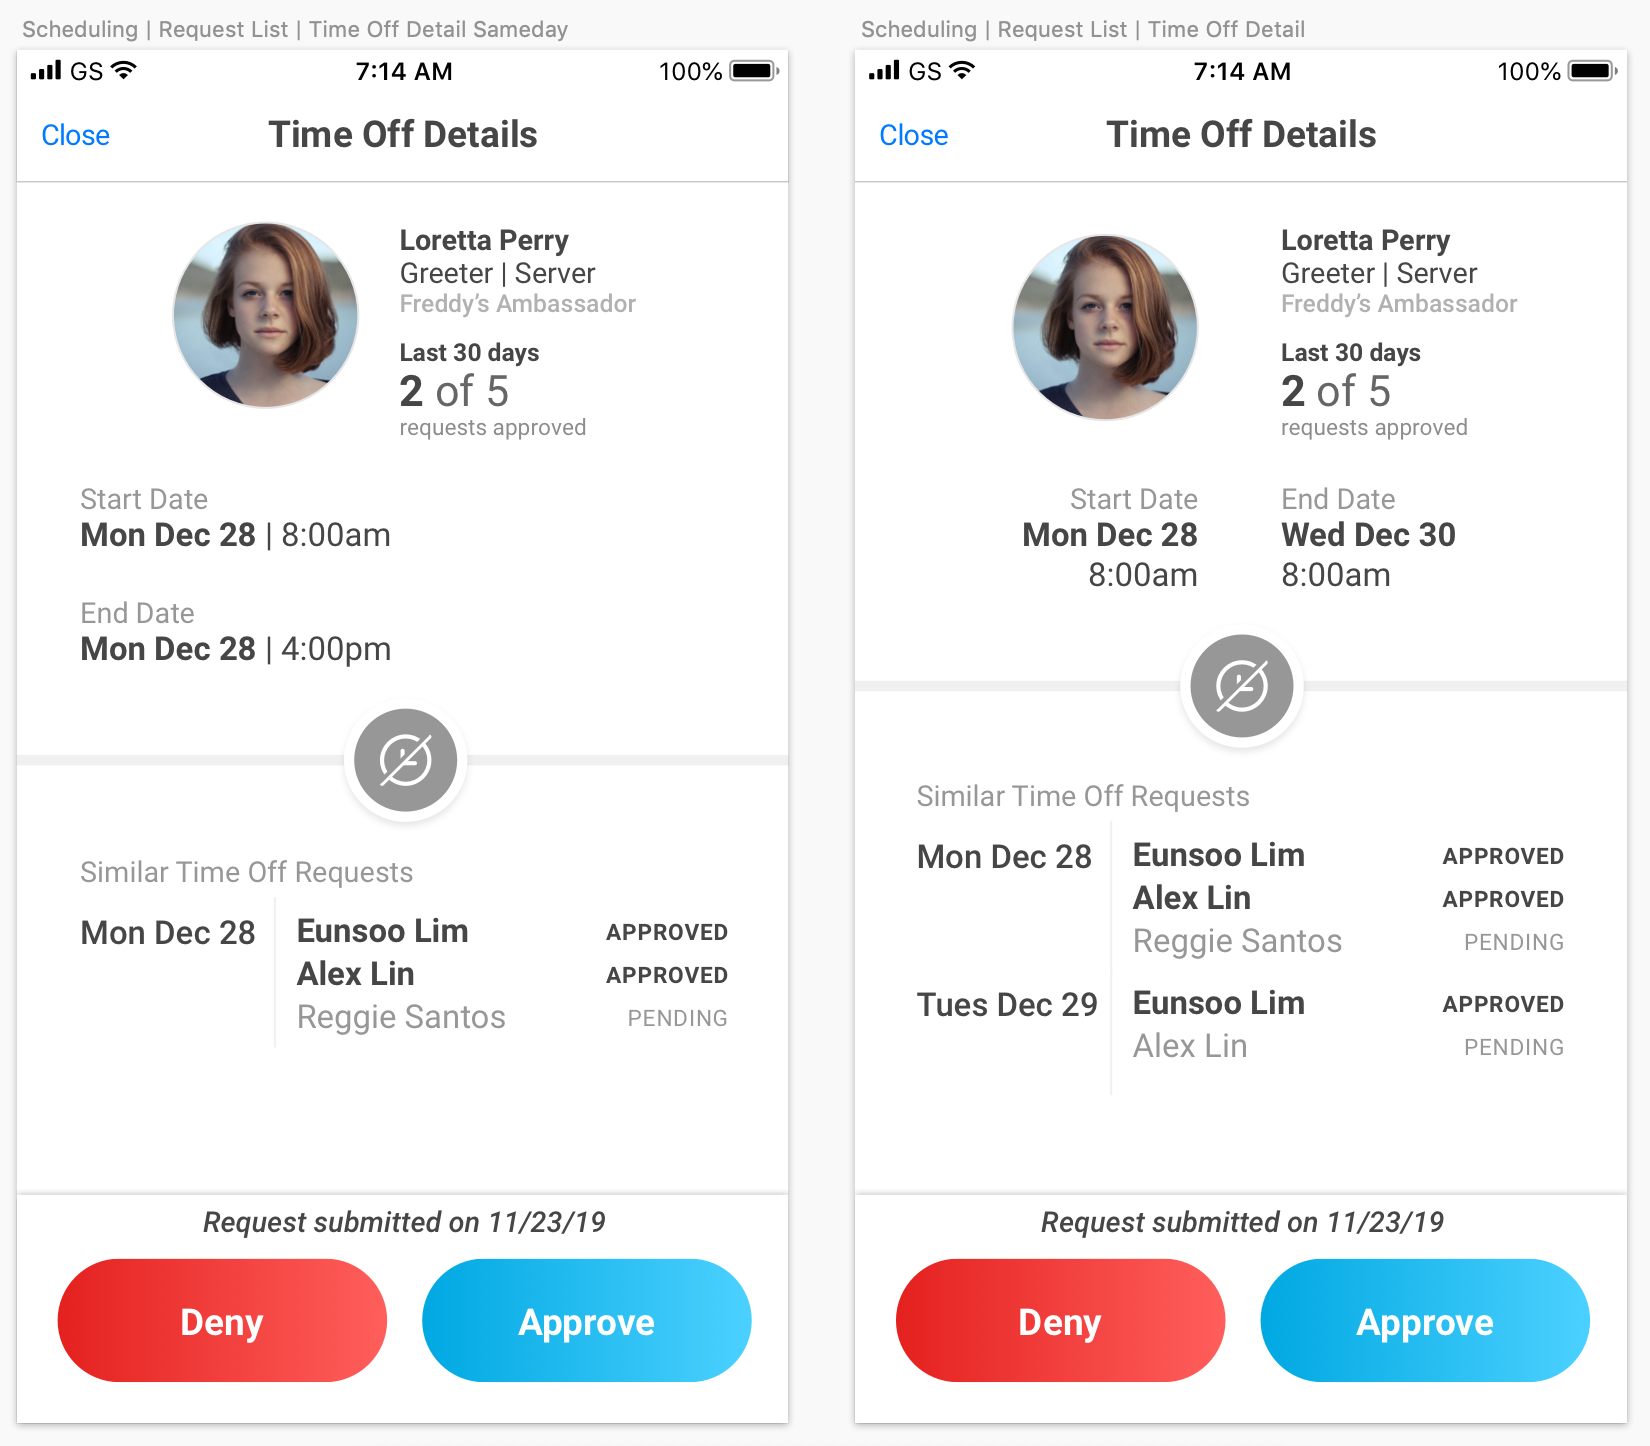 Scheduling | Request List | Time Off Detail Sameday
GS 7:14 AM 100%
Close Time Off Details
Loretta Perry
Greeter | Server
Freddy’s Ambassador
Last 30 days
2 of 5
requests approved
Start Date
Mon Dec 28 | 8:00am
End Date
Mon Dec 28 | 4:00pm
Similar Time Off Requests
Mon Dec 28 Eunsoo Lim APPROVED
Alex Lin APPROVED
Reggie Santos PENDING
Request submitted on 11/23/19
Deny Approve
Scheduling | Request List | Time Off Detail
GS 7:14 AM 100%
Close Time Off Details
Loretta Perry
Greeter | Server
Freddy’s Ambassador
Last 30 days
2 of 5
requests approved
Start Date End Date
Mon Dec 28 Wed Dec 30
8:00am 8:00am
Similar Time Off Requests
Mon Dec 28 Eunsoo Lim APPROVED
Alex Lin APPROVED
Reggie Santos PENDING
Tues Dec 29 Eunsoo Lim APPROVED
Alex Lin PENDING
Request submitted on 11/23/19
Deny Approve